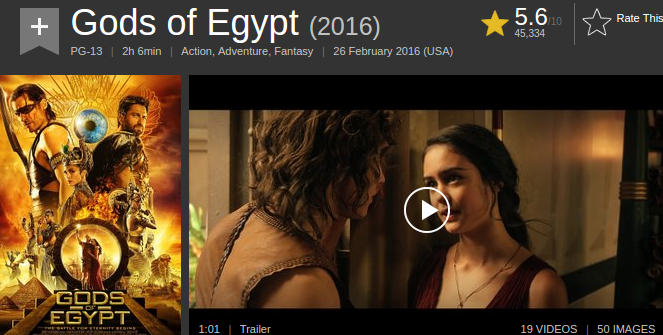 + Gods of Egypt (2016)
PG-13 | 2h 6min | Action, Adventure, Fantasy | 26 February 2016 (USA)
5.6/10
45,334
Rate This
GODS
OF
EGYPT
THE BATTLE FOR ETERNITY BEGINS
1:01 | Trailer
19 VIDEOS | 50 IMAGES